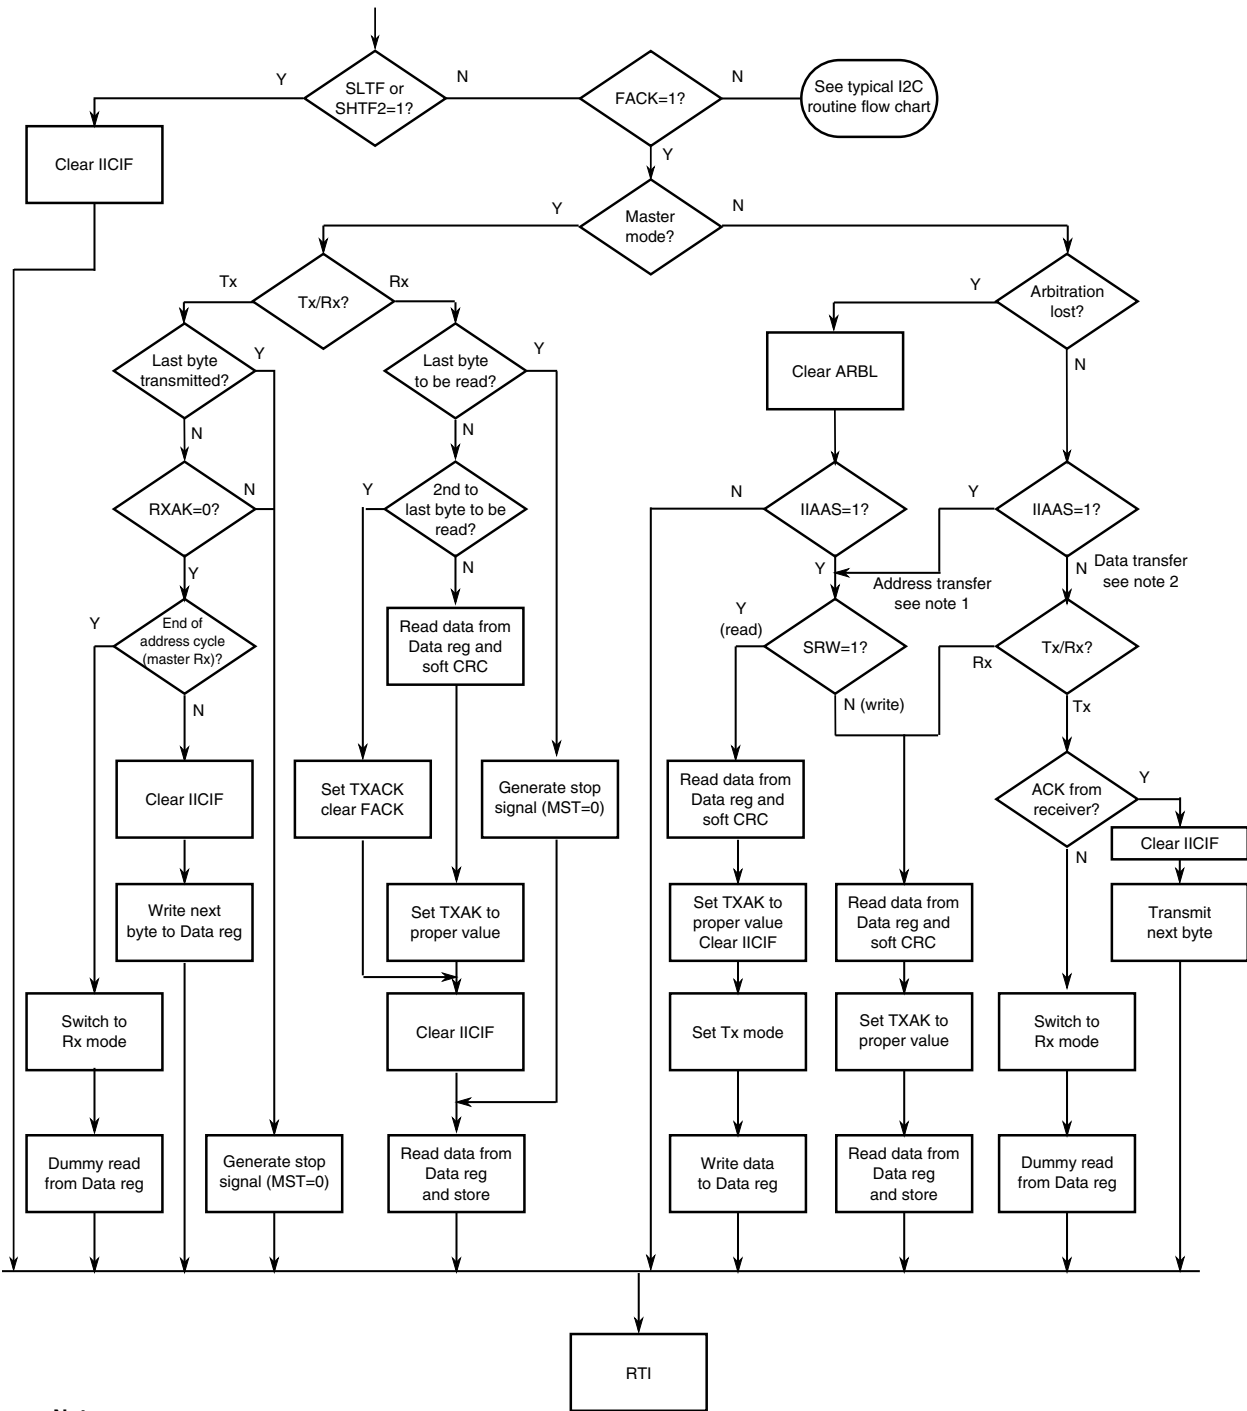 Y
SLTF or
SHTF2=1?
N
FACK=1?
N
See typical I2C
routine flow chart
Clear IICIF
Y
Y
Master
mode?
N
Tx
Tx/Rx?
Rx
Y
Arbitration
lost?
Last byte
transmitted?
Y
Last byte
to be read?
Y
Clear ARBL
N
N
N
RXAK=0?
N
Y
2nd to
last byte to be
read?
N
IIAAS=1?
Y
IIAAS=1?
Y
N
Y
Address transfer
see note 1
N
Data transfer
see note 2
Y
End of
address cycle
(master Rx)?
Read data from
Data reg and
soft CRC
Y
(read)
SRW=1?
Rx
Tx/Rx?
N
N (write)
Tx
Clear IICIF
Set TXACK
clear FACK
Generate stop
signal (MST=0)
Read data from
Data reg and
soft CRC
ACK from
receiver?
Y
Clear IICIF
N
Write next
byte to Data reg
Set TXAK to
proper value
Set TXAK to
proper value
Clear IICIF
Read data from
Data reg and
soft CRC
Transmit
next byte
Switch to
Rx mode
Clear IICIF
Set Tx mode
Set TXAK to
proper value
Switch to
Rx mode
Dummy read
from Data reg
Generate stop
signal (MST=0)
Read data from
Data reg
and store
Write data
to Data reg
Read data from
Data reg
and store
Dummy read
from Data reg
RTI